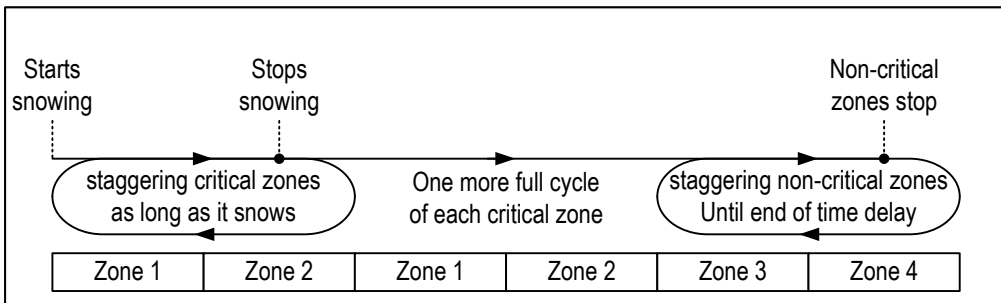 Starts
snowing
Stops
snowing
Non-critical
zones stop
staggering critical zones
as long as it snows
One more full cycle
of each critical zone
staggering non-critical zones
Until end of time delay
Zone 1 Zone 2 Zone 1 Zone 2 Zone 3 Zone 4